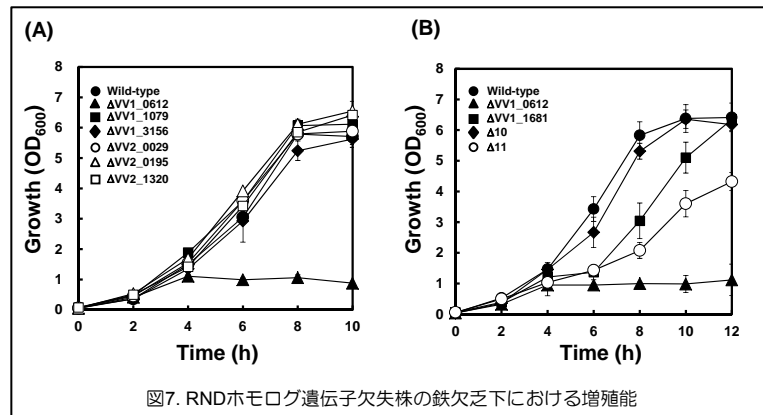 (A)
8
7
6
5
4
3
2
1
0
Growth (OD600)
Wild-type
ΔVV1_0612
ΔVV1_1079
ΔVV1_3156
ΔVV2_0029
ΔVV2_0195
ΔVV2_1320
0 2 4 6 8 10
Time (h)
(B)
8
7
6
5
4
3
2
1
0
Growth (OD600)
Wild-type
ΔVV1_0612
ΔVV1_1681
Δ10
Δ11
0 2 4 6 8 10 12
Time (h)
図7. RNDホモログ遺伝子欠失株の鉄欠乏下における増殖能